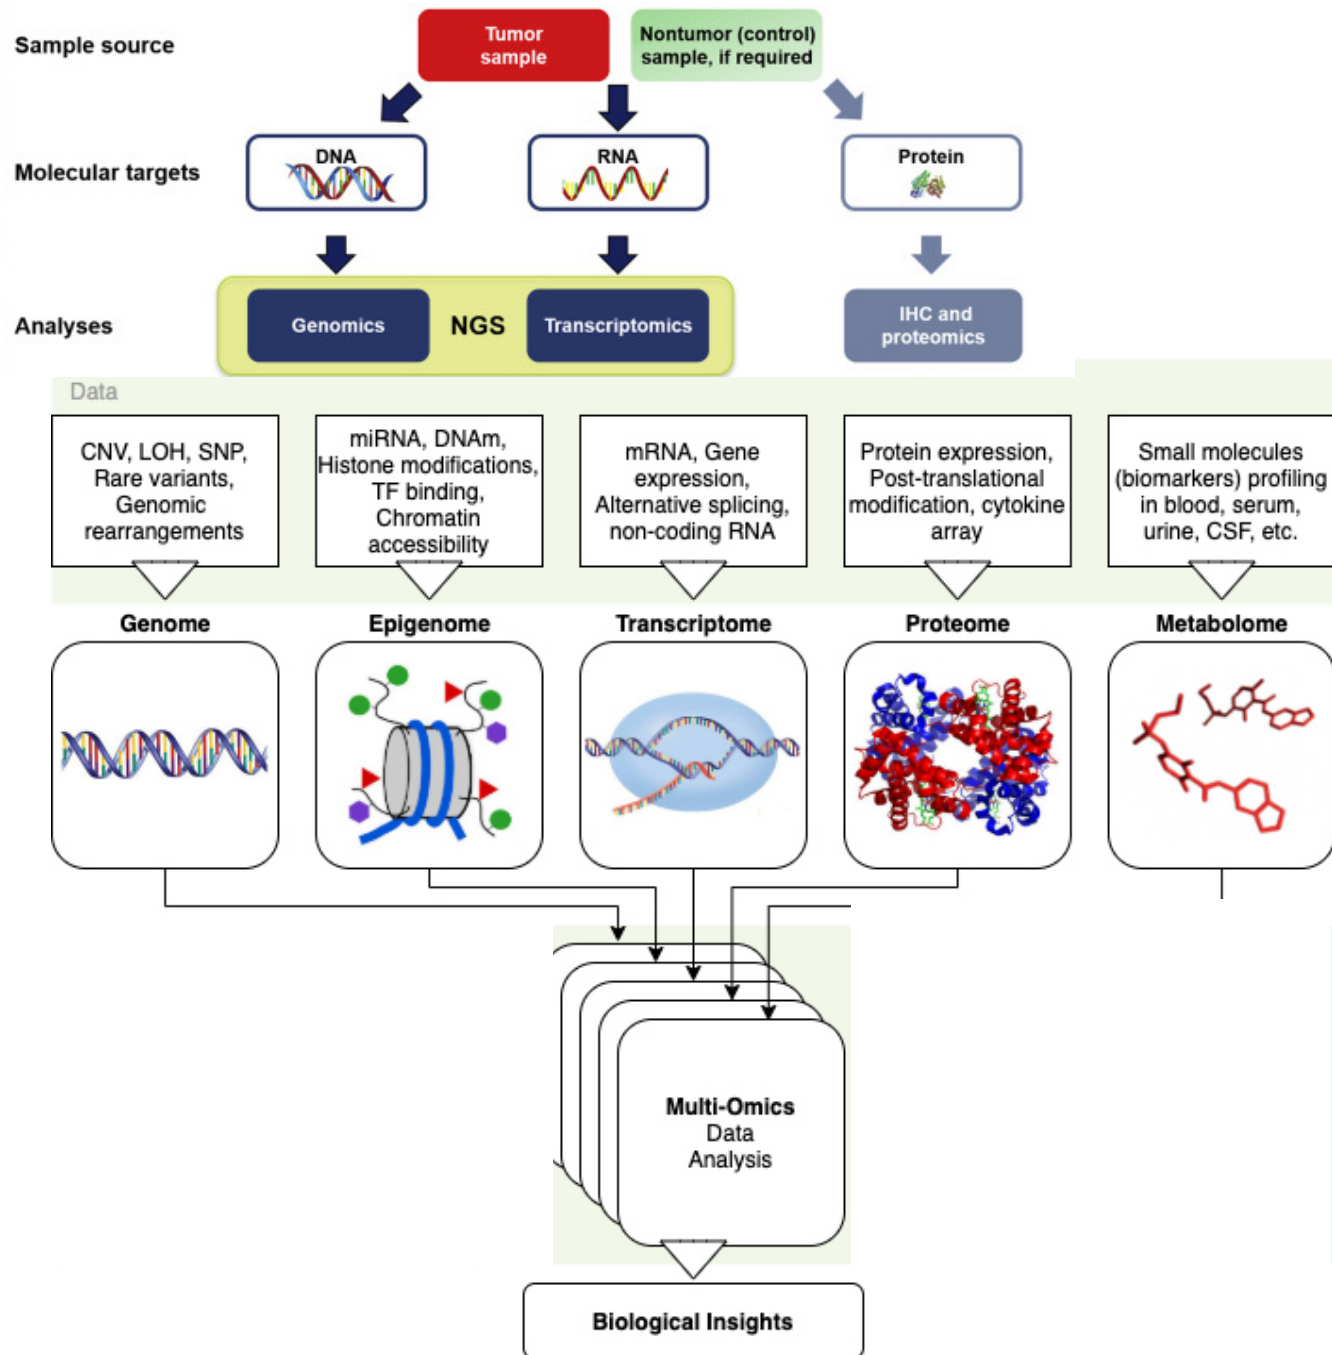 Sample source
Tumor
sample
Nontumor (control)
sample, if required
Molecular targets
DNA
RNA
Protein
Analyses
Genomics
NGS
Transcriptomics
IHC and
proteomics
Data
CNV, LOH, SNP,
Rare variants,
Genomic
rearrangements
miRNA, DNAm,
Histone modifications,
TF binding,
Chromatin
accessibility
mRNA, Gene
expression,
Alternative splicing,
non-coding RNA
Protein expression,
Post-translational
modification, cytokine
array
Small molecules
(biomarkers) profiling
in blood, serum,
urine, CSF, etc.
Genome
Epigenome
Transcriptome
Proteome
Metabolome
Multi-Omics
Data
Analysis
Biological Insights